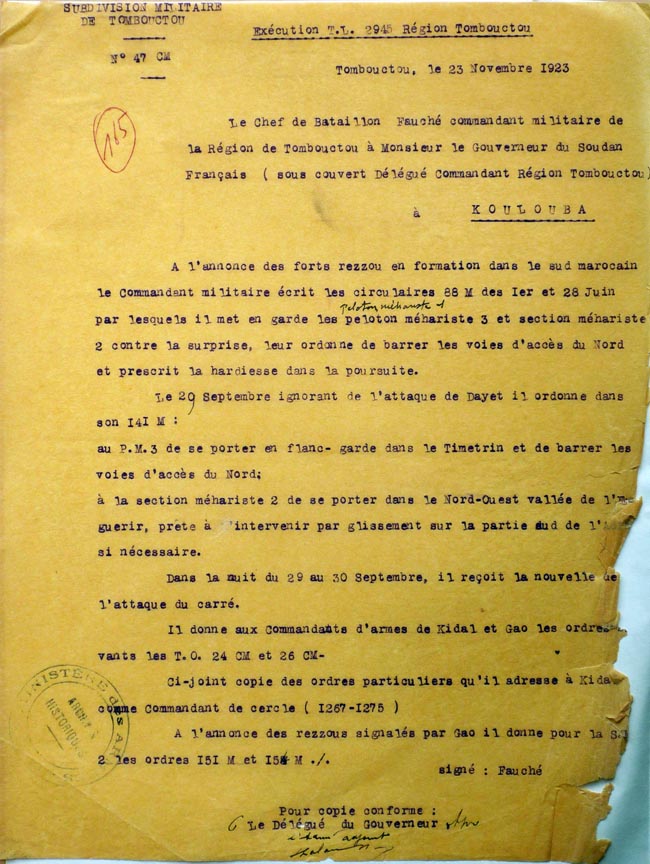 SUBDIVISION MILITAIRE
DE TOMBOUCTOU
N° 47 CM
Exécution T.L. 2945 Région Tombouctou
Tombouctou, le 23 Novembre I923
165
Le Chef de Bataillon Fauché commandant militaire de
la Région de Tombouctou à Monsieur le Gouverneur du Soudan
Français ( sous couvert Délégué Commandant Région Tombouctou)
à KOULOUBA
A l'annonce des forts rezzou en formation dans le sud marocain
le Commandant militaire écrit les circulaires 88 M des Ier et 28 Juin
peloton méhariste 1
par lesquels il met en garde les peloton méhariste 3 et section méhariste
2 contre la surprise, leur ordonne de barrer les voies d'accès du Nord
et prescrit la hardiesse dans la poursuite.
Le 29 Septembre ignorant de l'attaque de Dayet il ordonne dans
son I4I M :
au P.M.3 de se porter en flanc- garde dans le Timetrin et de barrer les
voies d'accès du Nord;
à la section méhariste 2 de se porter dans le Nord-Ouest vallée de
guerir, prète à l'intervenir par glissement sur la partie sud de
si nécessaire.
Dans la nuit du 29 au 30 Septembre, il reçoit la nouvelle de
l'attaque du carré.
Il donne aux Commandants d'armes de Kidal et Gao les ordres
vants les T.O. 24 CM et 26 CM-
Ci-joint copie des ordres particuliers qu'il adresse à Kida
comme Commandant de cercle ( I267-I275 )
A l'annonce des rezzous signalés par Gao il donne pour la S.
2 les ordres I5I M et I54 M ./.
signé : Fauché
MINISTÈRE des AR
ARCHIVES
HISTORIQUES
Pour copie conforme :
Le Délégué du Gouverneur